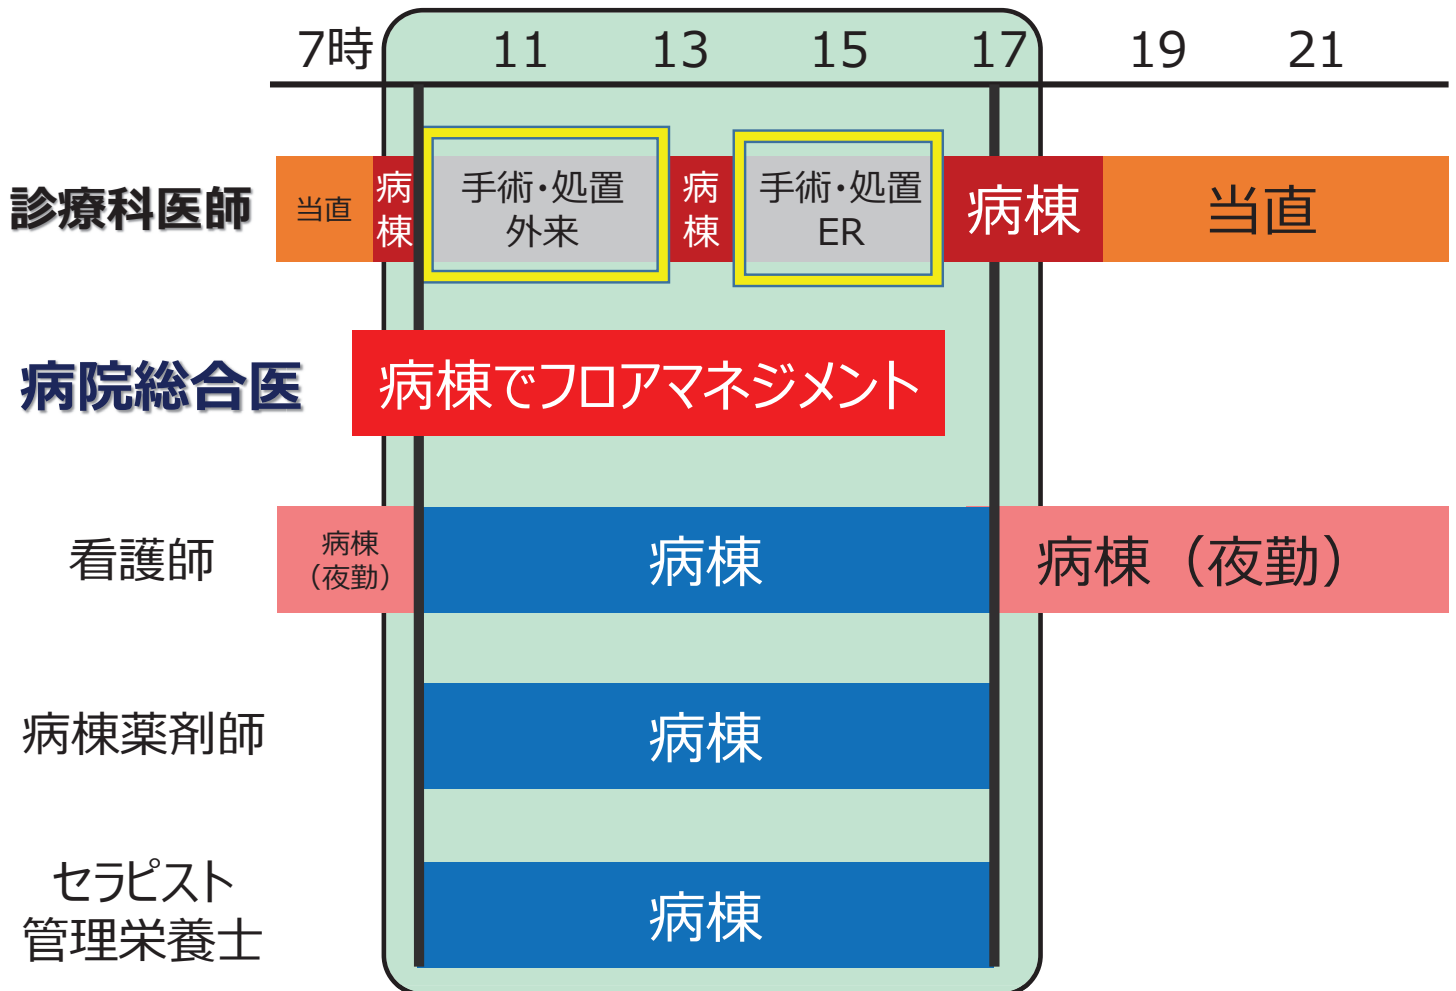 7時 11 13 15 17 19 21
診療科医師
当直
病棟
手術・処置
外来
病棟
手術・処置
ER
病棟
当直
病院総合医
病棟でフロアマネジメント
看護師
病棟
（夜勤）
病棟
病棟（夜勤）
病棟薬剤師
病棟
セラピスト
管理栄養士
病棟